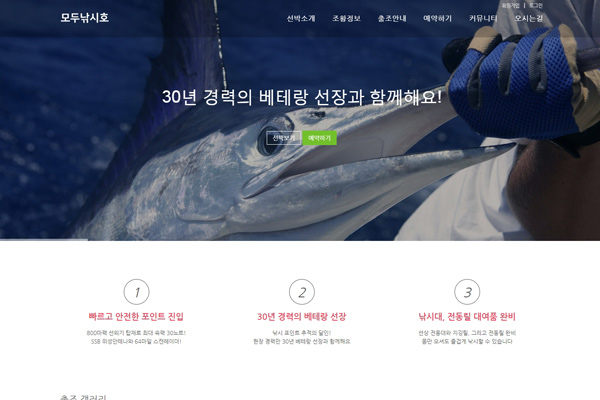 회원가입 | 로그인
모두낚시호
선박소개 조황정보 출조안내 예약하기 커뮤니티 오시는길
30년 경력의 베테랑 선장과 함께해요!
선박보기 예약하기
1 2 3
빠르고 안전한 포인트 진입 30년 경력의 베테랑 선장 낚시대, 전동릴 대여품 완비
800마력 선외기 탑재로 최대 속력 30노트! 낚시 포인트 추적의 달인! 선상 전동대와 지깅릴, 그리고 전동릴 완비
SSB 위성안테나와 64마일 스캔레이더! 현장 경력만 30년 베테랑 선장과 함께해요 몸만 오셔도 즐겁게 낚시할 수 있습니다
출조 갤러리